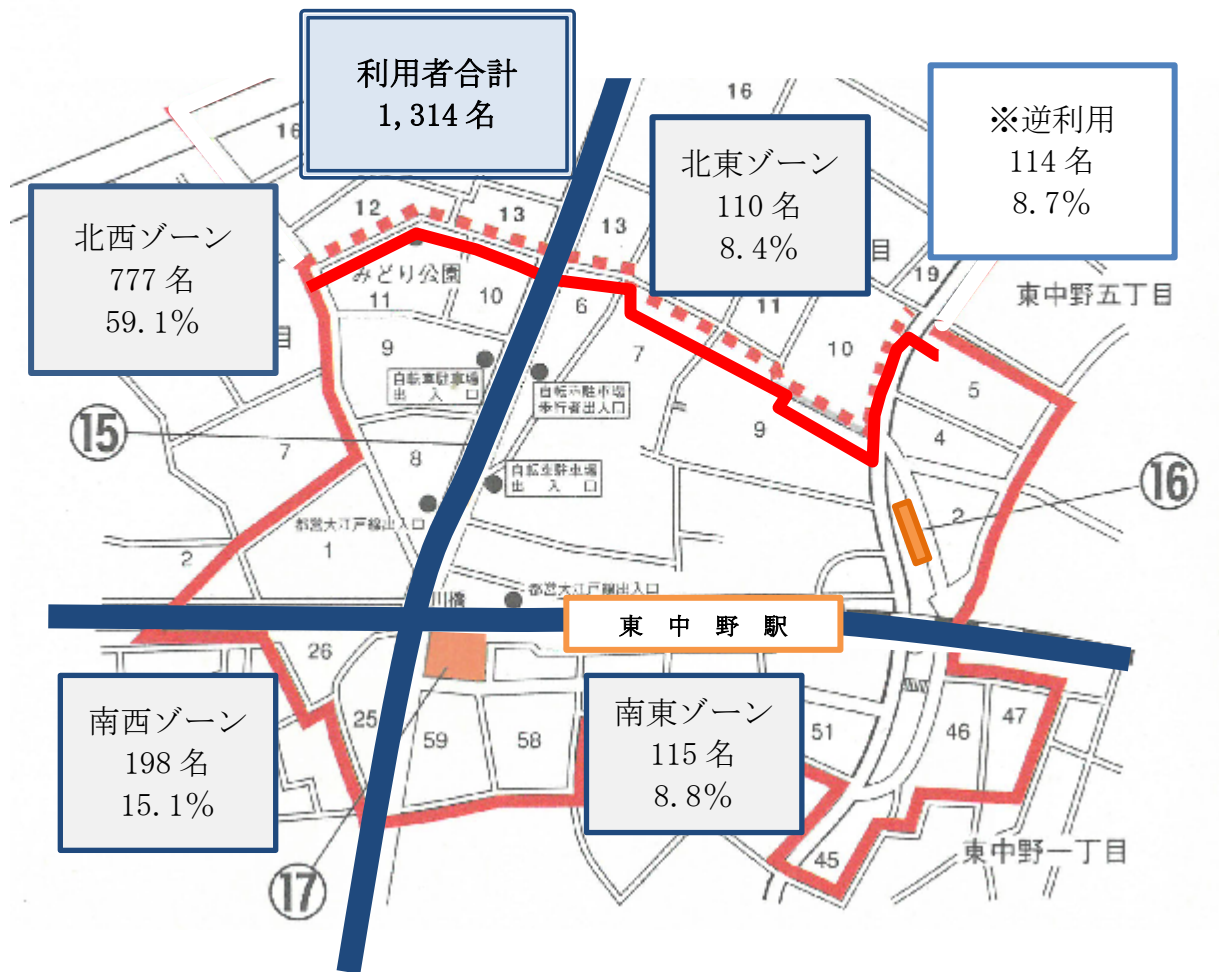 利用者合計
1,314名
※逆利用
114名
8.7%
北東ゾーン
110名
8.4%
北西ゾーン
777名
59.1%
16
16
12
13
13
目
19
東中野五丁目
みどり公園
11
10
6
11
10
目
9
7
5
自転車駐車場
出入口
自転車駐車場
歩行者出入口
9
4
⑮
7
8
自転車駐車場
出入口
⑯
2
都営大江戸線出入口
1
2
都営大江戸線出入口
川橋
東中野駅
26
南西ゾーン
198名
15.1%
南東ゾーン
115名
8.8%
25
59
58
51
46
47
45
東中野一丁目
⑰